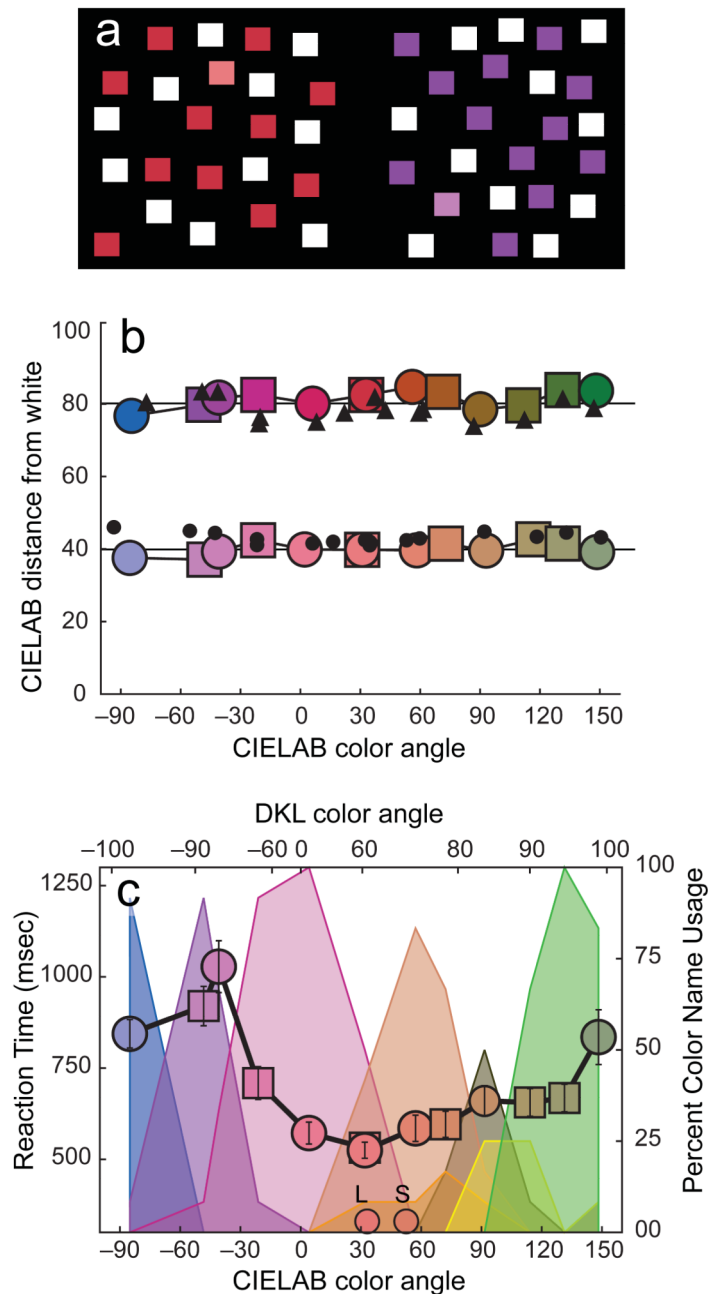 a
b
100
80
60
40
20
0
CIELAB distance from white
–90 –60 –30 0 30 60 90 120 150
CIELAB color angle
DKL color angle
–100 –90 –60 0 60 80 90 100
c
1250
1000
750
500
Reaction Time (msec)
100
75
50
25
00
Percent Color Name Usage
L S
–90 –60 –30 0 30 60 90 120 150
CIELAB color angle